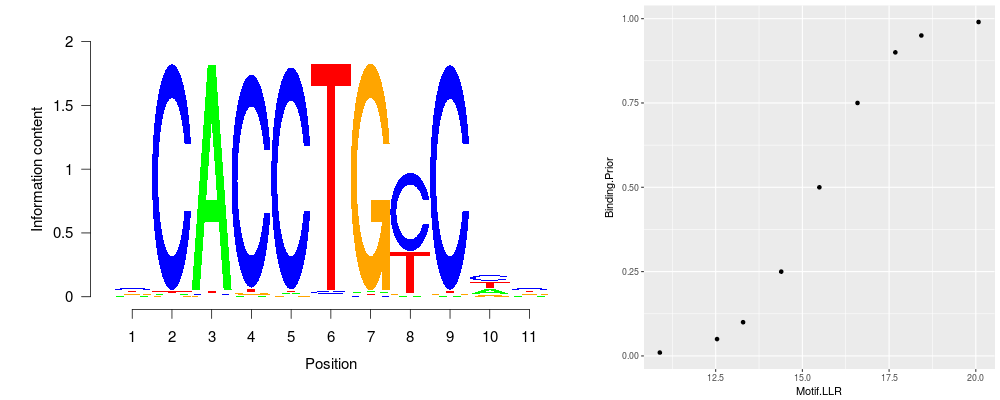 2
1.5
1
0.5
0
Information content
CACCTGCC
T
1 2 3 4 5 6 7 8 9 10 11
Position
1.00
0.75
0.50
0.25
0.00
Binding.Prior
12.5 15.0 17.5 20.0
Motif.LLR